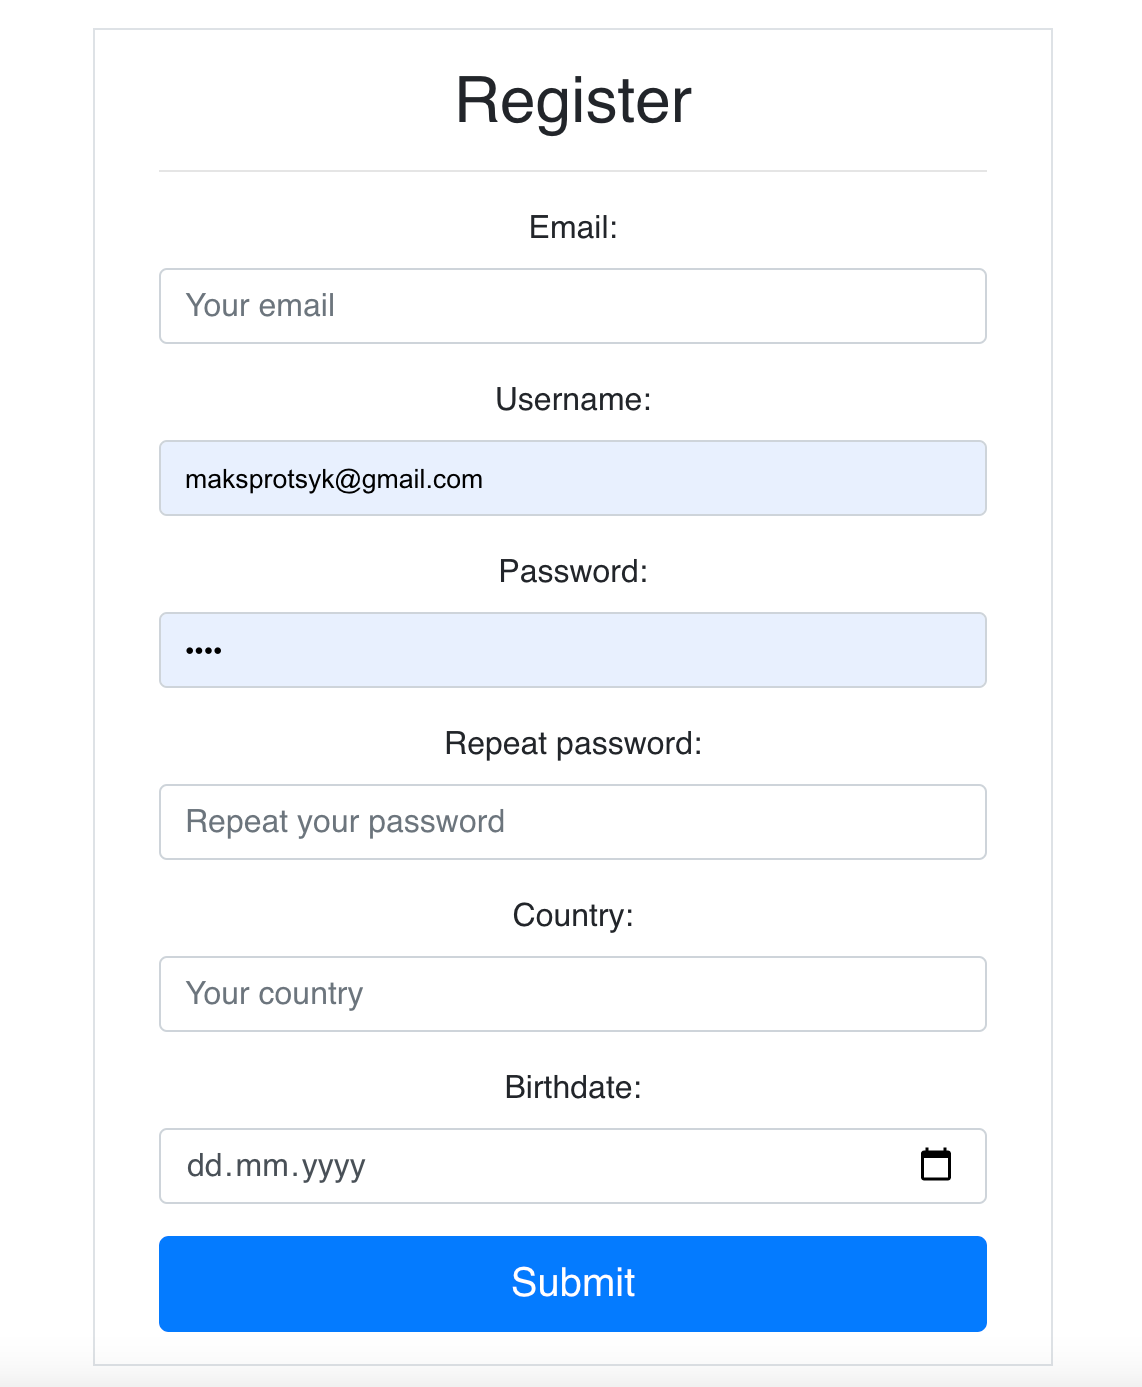 Register
Email:
Your email
Username:
maksprotsyk@gmail.com
Password:
••••
Repeat password:
Repeat your password
Country:
Your country
Birthdate:
dd.mm.yyyy
Submit